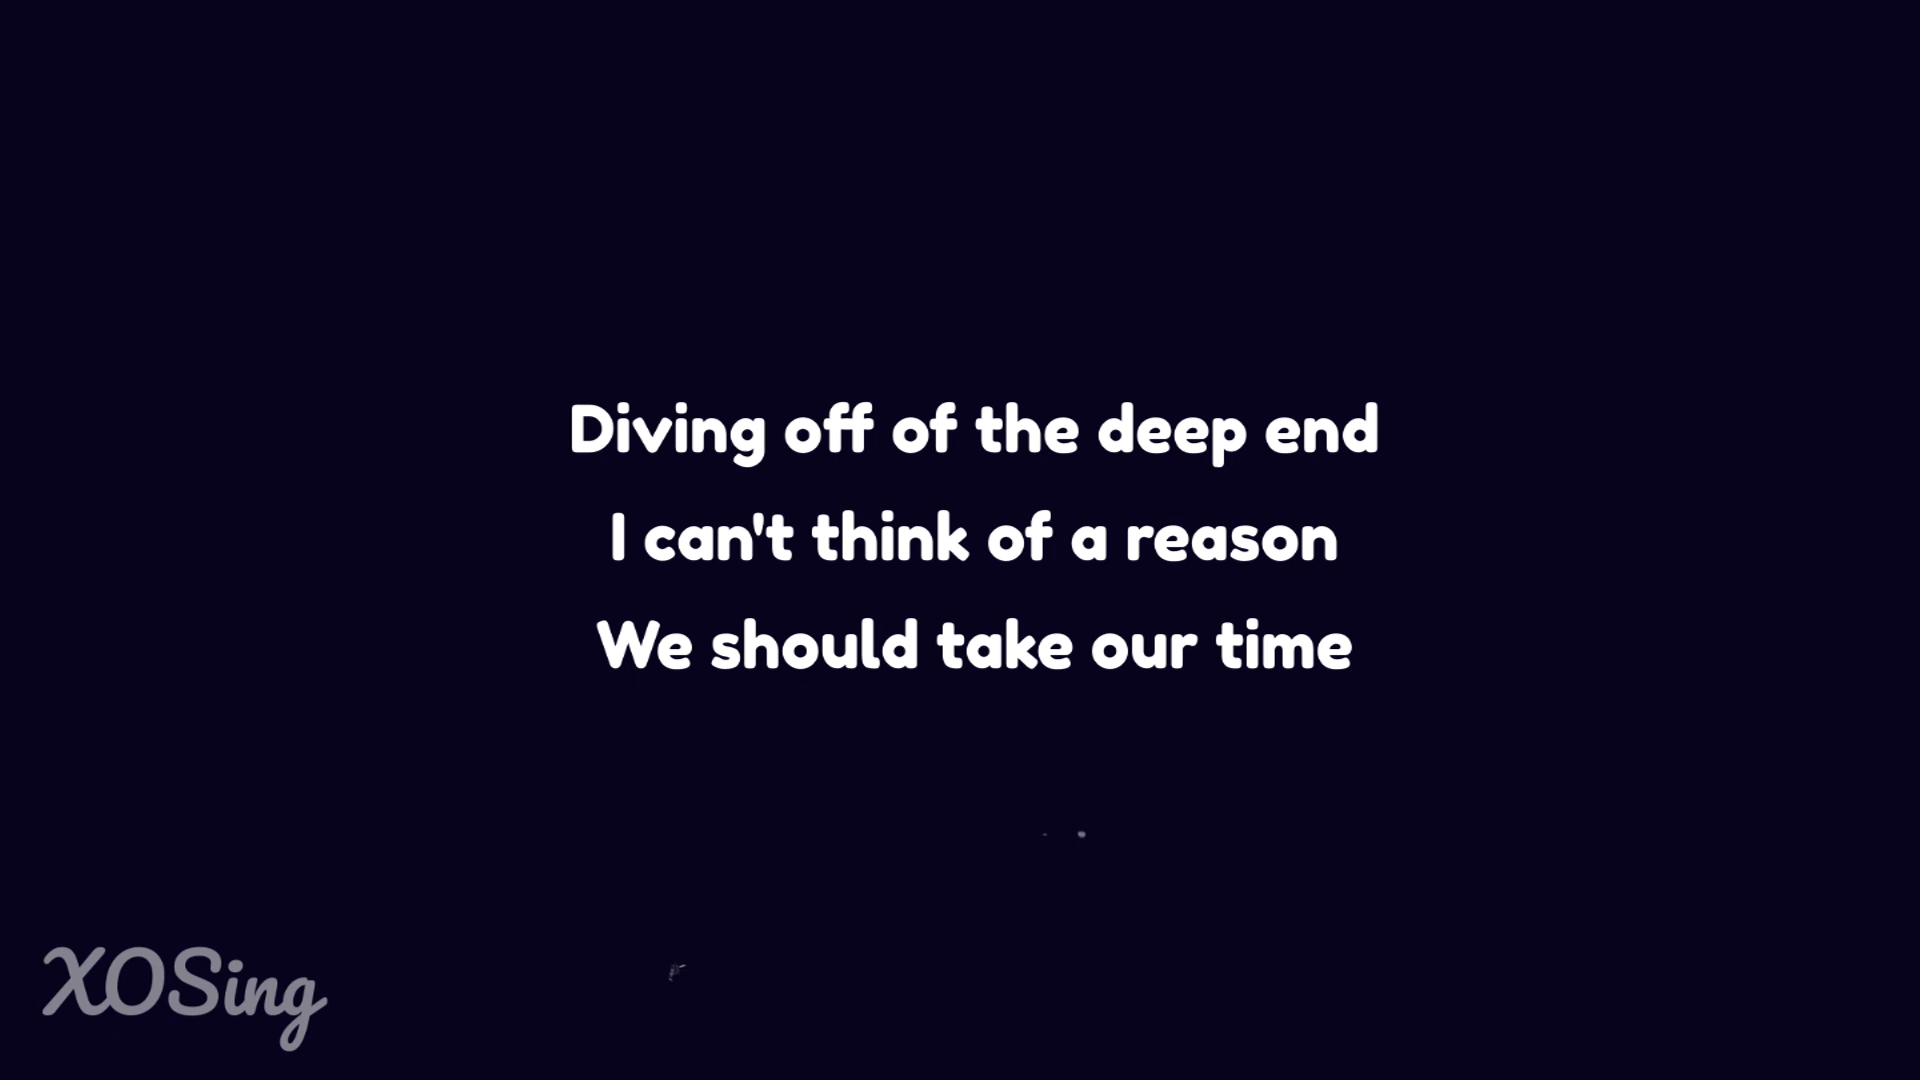 Diving off of the deep end
I can't think of a reason
We should take our time
XOSing